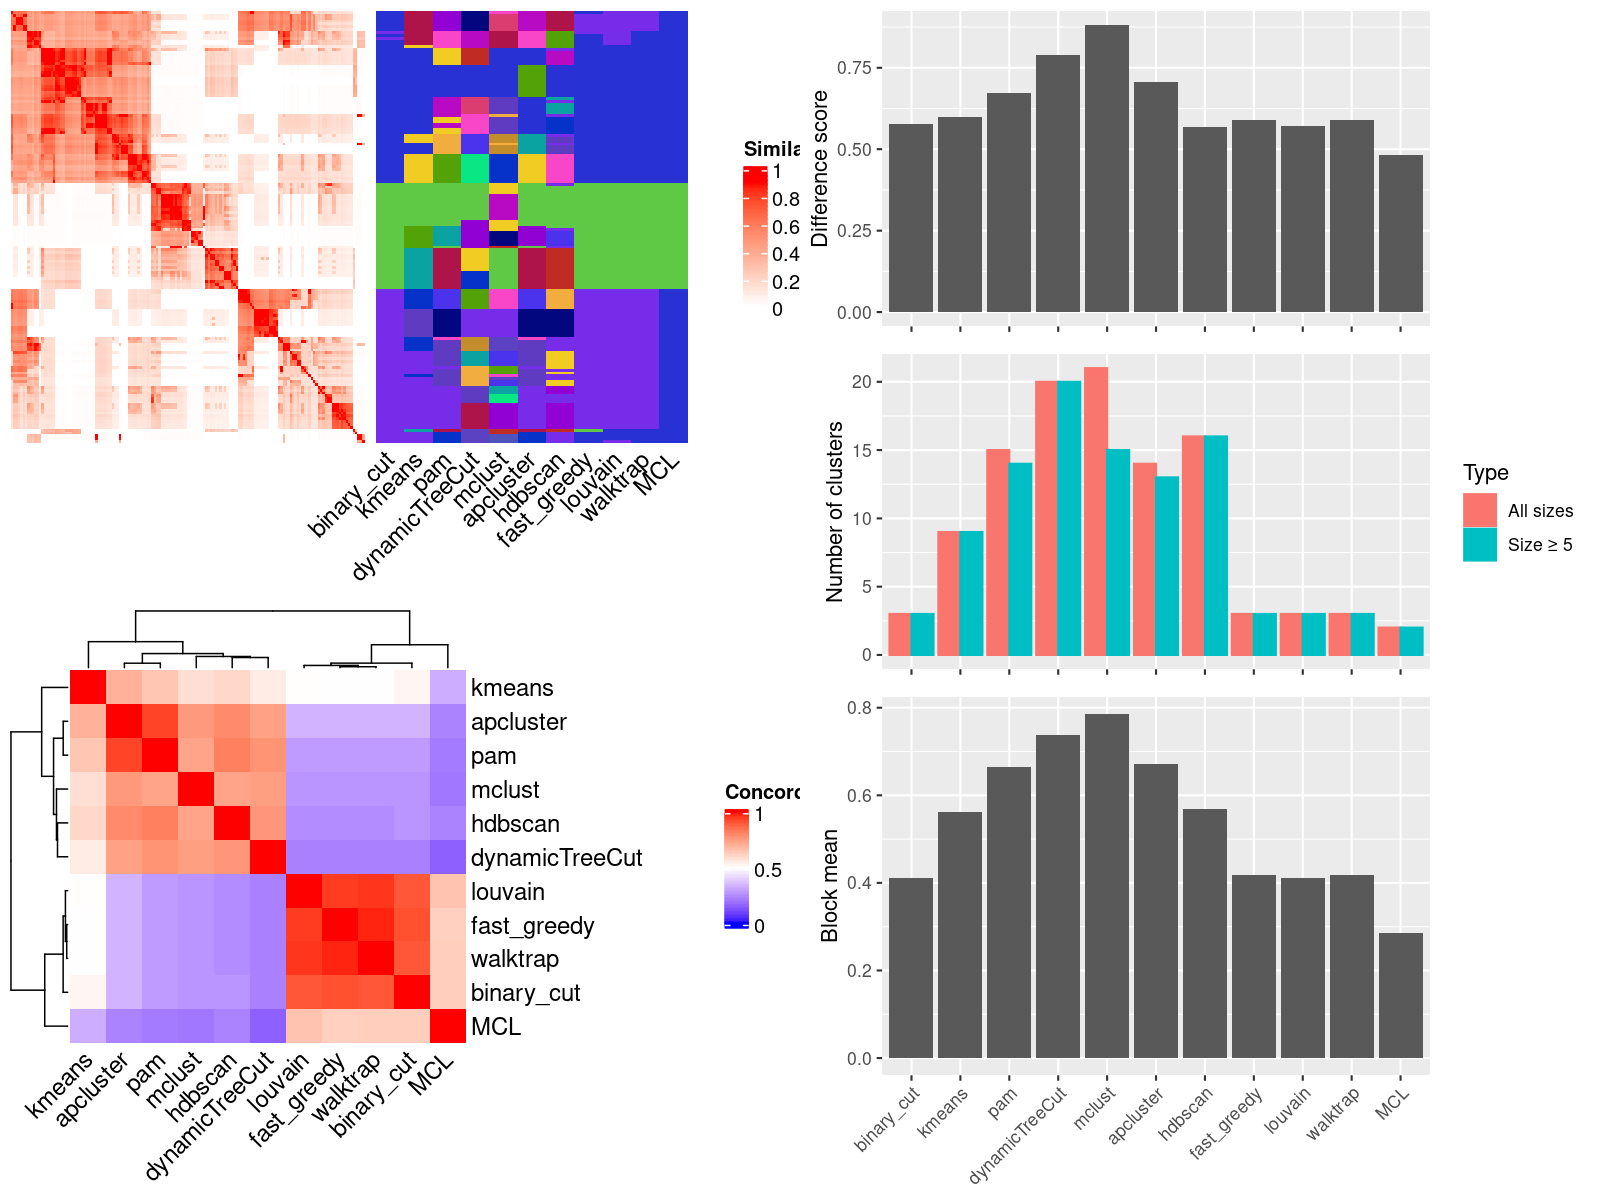 Simila
1
0.8
0.6
0.4
0.2
0
binary_cut
kmeans
pam
dynamicTreeCut
mclust
apcluster
hdbscan
fast_greedy
louvain
walktrap
MCL
Difference score
0.75
0.50
0.25
0.00
Number of clusters
20
15
10
5
0
Type
All sizes
Size ≥ 5
kmeans
apcluster
pam
mclust
hdbscan
dynamicTreeCut
louvain
fast_greedy
walktrap
binary_cut
MCL
kmeans
apcluster
pam
mclust
hdbscan
dynamicTreeCut
louvain
fast_greedy
walktrap
binary_cut
MCL
Concord
1
0.5
0
Block mean
0.8
0.6
0.4
0.2
0.0
binary_cut
kmeans
pam
dynamicTreeCut
mclust
apcluster
hdbscan
fast_greedy
louvain
walktrap
MCL